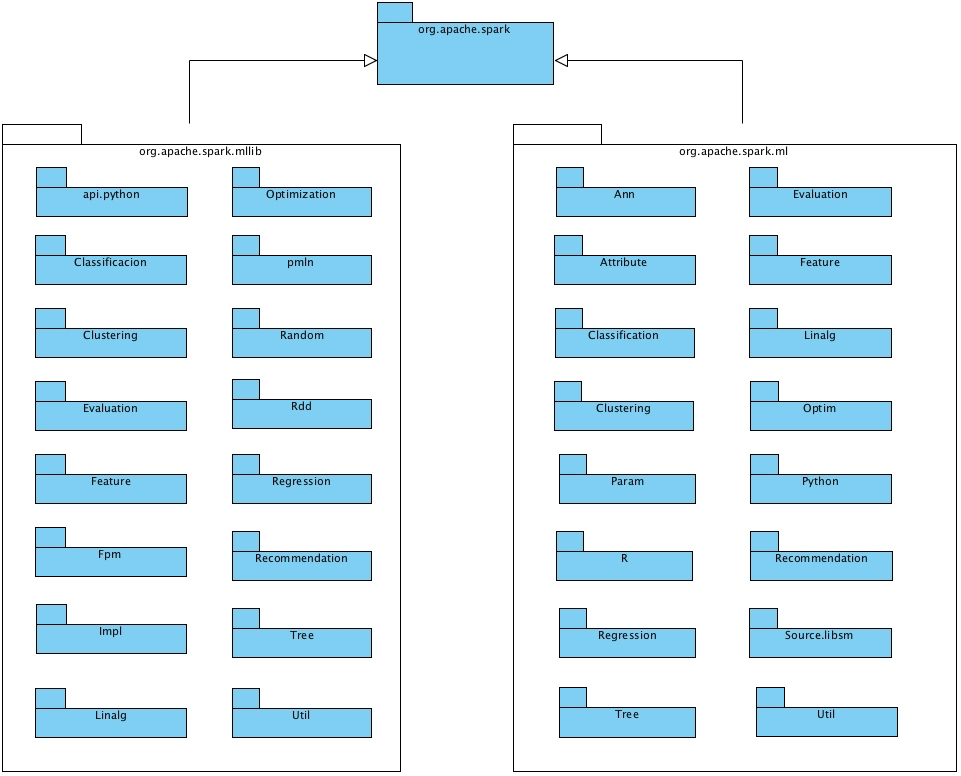 org.apache.spark
org.apache.spark.mllib
api.python
Optimization
Classificacion
pmln
Clustering
Random
Evaluation
Rdd
Feature
Regression
Fpm
Recommendation
Impl
Tree
Linalg
Util
org.apache.spark.ml
Ann
Evaluation
Attribute
Feature
Classification
Linalg
Clustering
Optim
Param
Python
R
Recommendation
Regression
Source.libsm
Tree
Util